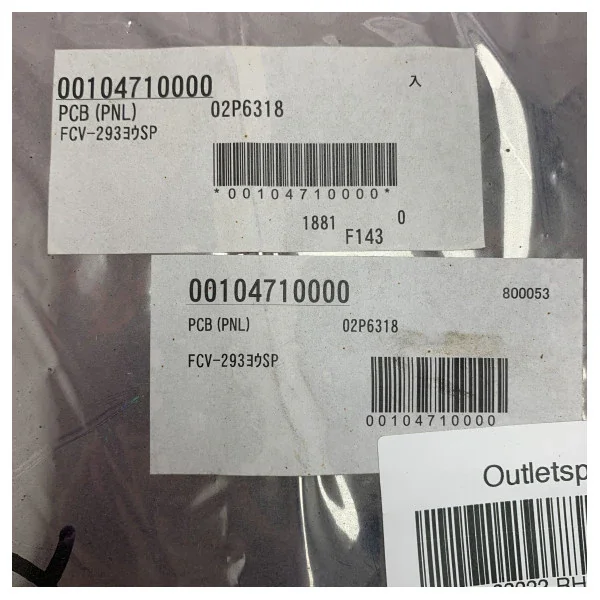 00104710000
入
PCB(PNL) 02P6318
FCV-293ﾖｳSP
*00104710000*
1881 0
F143
00104710000 800053
PCB(PNL) 02P6318
FCV-293ﾖｳSP
00104710000